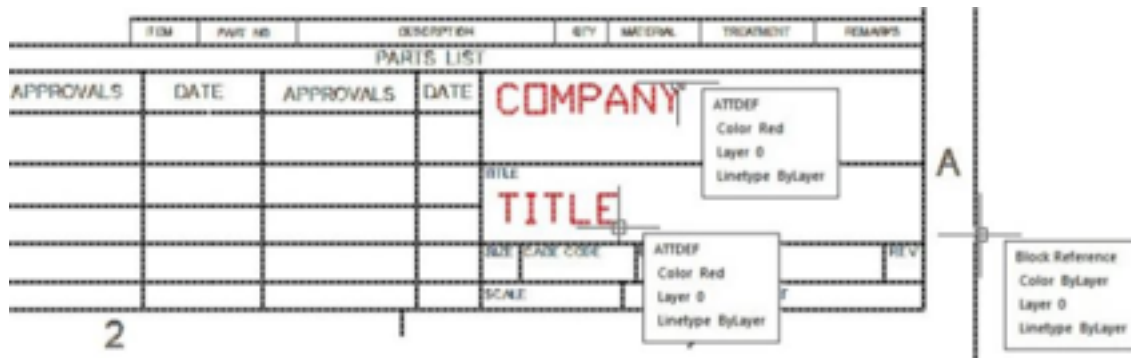 ITEM PART NO DESCRIPTION QTY MATERIAL TREATMENT REMARKS
PARTS LIST
APPROVALS DATE APPROVALS DATE
COMPANY
ATTDEF
Color Red
Layer 0
Linetype ByLayer
A
TITLE
TITLE
SIZE CAGE CODE REV
ATTDEF
Color Red
Layer 0
Linetype ByLayer
Block Reference
Color ByLayer
Layer 0
Linetype ByLayer
SCALE
2